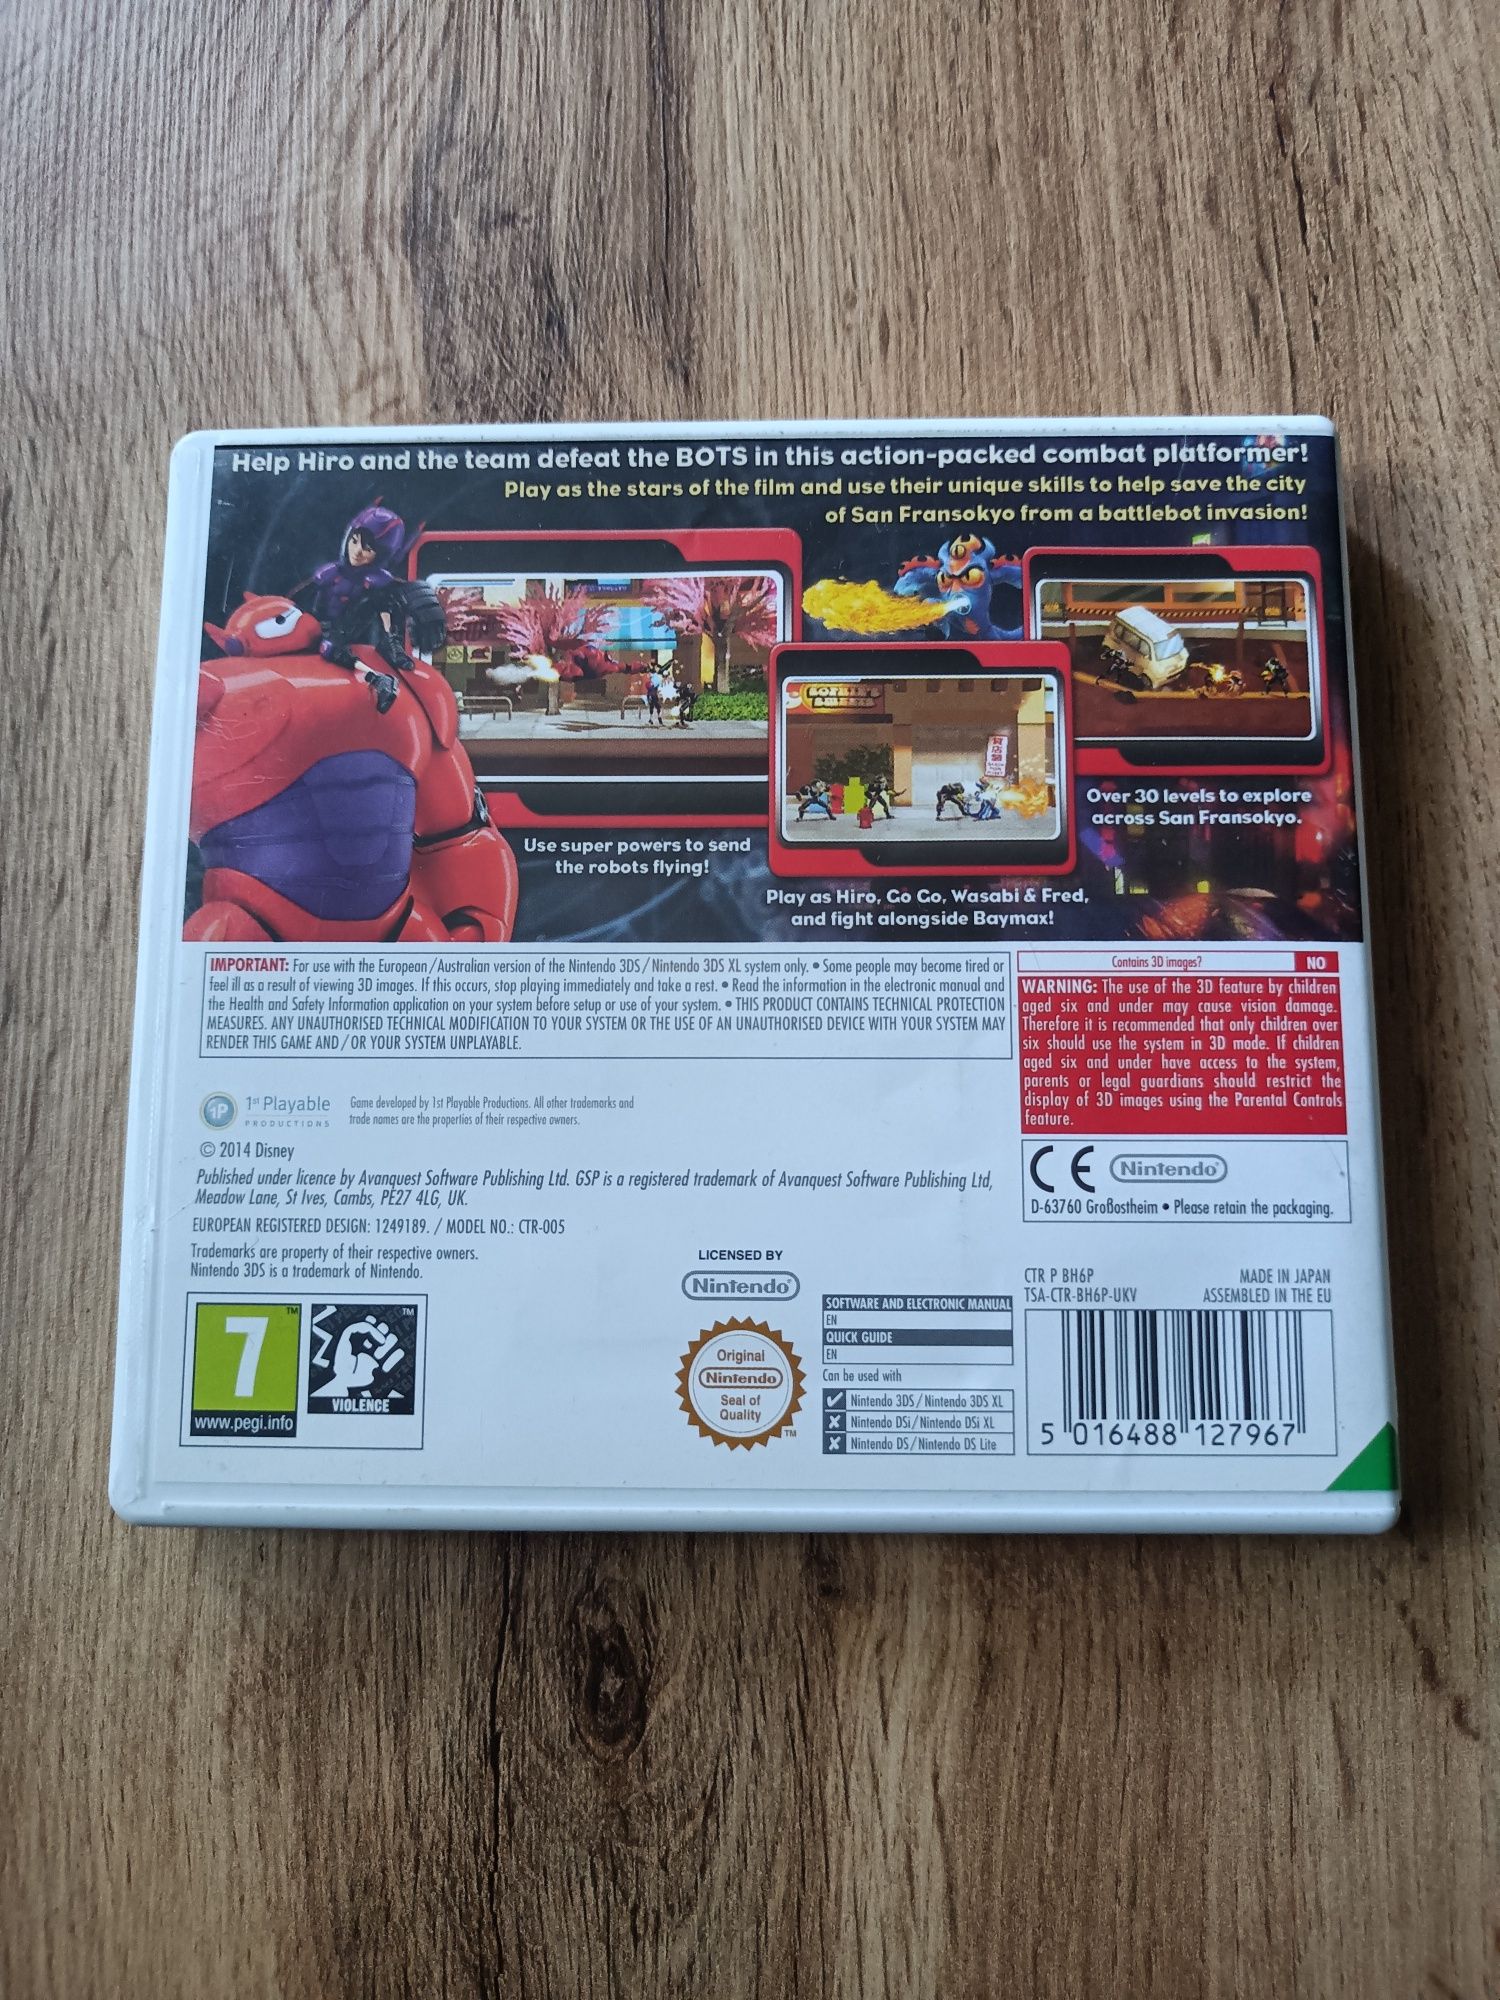 Help Hiro and the team defeat the BOTS in this action-packed combat platformer!
Play as the stars of the film and use their unique skills to help save the city
of San Fransokyo from a battlebot invasion!
Use super powers to send
the robots flying!
Play as Hiro, Go Go, Wasabi & Fred,
and fight alongside Baymax!
Over 30 levels to explore
across San Fransokyo.
IMPORTANT: For use with the European/Australian version of the Nintendo 3DS/Nintendo 3DS XL system only. • Some people may become tired or
feel ill as a result of viewing 3D images. If this occurs, stop playing immediately and take a rest. • Read the information in the electronic manual and
the Health and Safety Information application on your system before setup or use of your system. • THIS PRODUCT CONTAINS TECHNICAL PROTECTION
MEASURES. ANY UNAUTHORISED TECHNICAL MODIFICATION TO YOUR SYSTEM OR THE USE OF AN UNAUTHORISED DEVICE WITH YOUR SYSTEM MAY
RENDER THIS GAME AND/OR YOUR SYSTEM UNPLAYABLE.
Contains 3D images? NO
WARNING: The use of the 3D feature by children
aged six and under may cause vision damage.
Therefore it is recommended that only children over
six should use the system in 3D mode. If children
aged six and under have access to the system,
parents or legal guardians should restrict the
display of 3D images using the Parental Controls
feature.
1P
1st Playable
PRODUCTIONS
Game developed by 1st Playable Productions. All other trademarks and
trade names are the properties of their respective owners.
© 2014 Disney
Published under licence by Avanquest Software Publishing Ltd. GSP is a registered trademark of Avanquest Software Publishing Ltd,
Meadow Lane, St Ives, Cambs, PE27 4LG, UK.
EUROPEAN REGISTERED DESIGN: 1249189. / MODEL NO.: CTR-005
Trademarks are property of their respective owners.
Nintendo 3DS is a trademark of Nintendo.
CE Nintendo®
D-63760 Großostheim • Please retain the packaging.
7 ™
www.pegi.info
™
VIOLENCE
LICENSED BY
Nintendo®
Original
Nintendo
Seal of
Quality
™
SOFTWARE AND ELECTRONIC MANUAL
EN
QUICK GUIDE
EN
Can be used with
Nintendo 3DS/Nintendo 3DS XL
Nintendo DSi/Nintendo DSi XL
Nintendo DS/Nintendo DS Lite
CTR P BH6P MADE IN JAPAN
TSA-CTR-BH6P-UKV ASSEMBLED IN THE EU
5 016488 127967